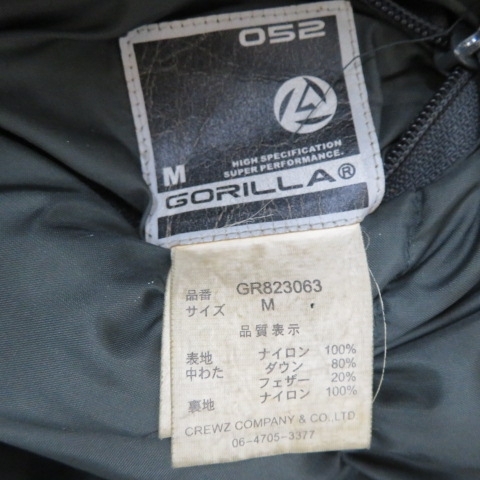 052
M
HIGH SPECIFICATION
SUPER PERFORMANCE.
GORILLA®
品番 GR823063
サイズ M
品質表示
表地 ナイロン 100%
中わた ダウン 80%
フェザー 20%
裏地 ナイロン 100%
CREWZ COMPANY & CO.,LTD
06-4705-3377